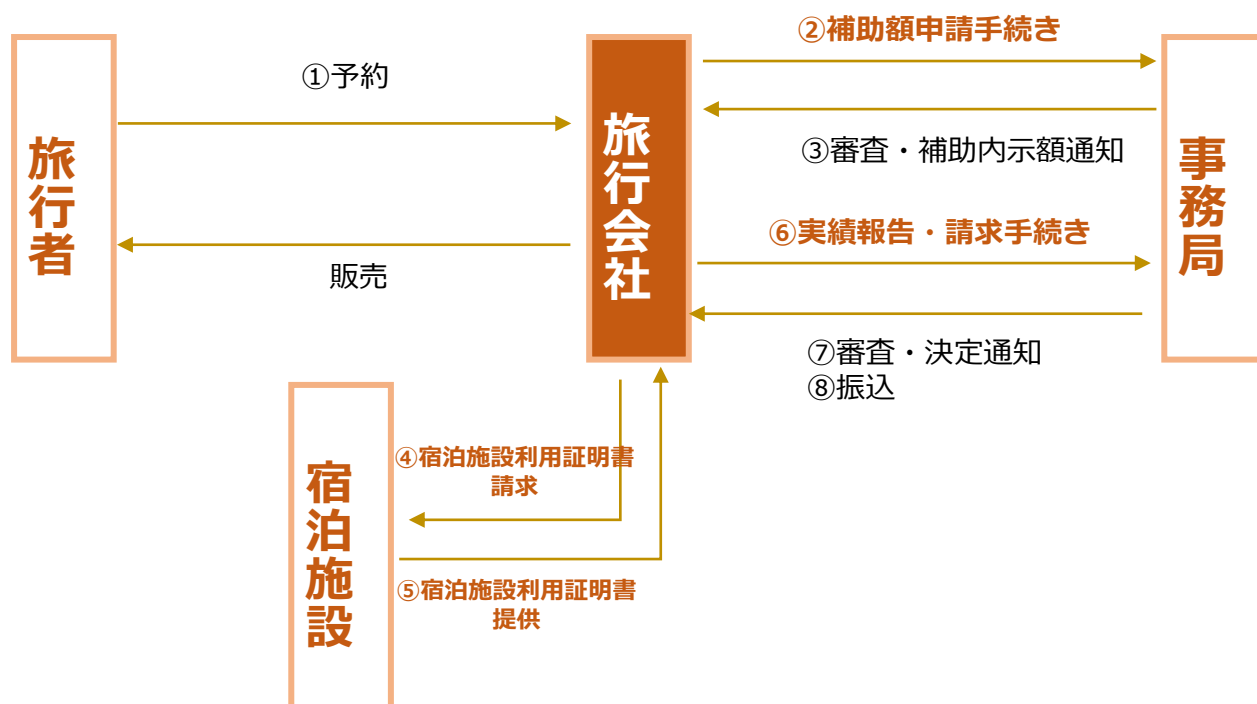 旅行者
①予約
販売
旅行会社
②補助額申請手続き
③審査・補助内示額通知
⑥実績報告・請求手続き
⑦審査・決定通知
⑧振込
事務局
宿泊施設
④宿泊施設利用証明書
請求
⑤宿泊施設利用証明書
提供